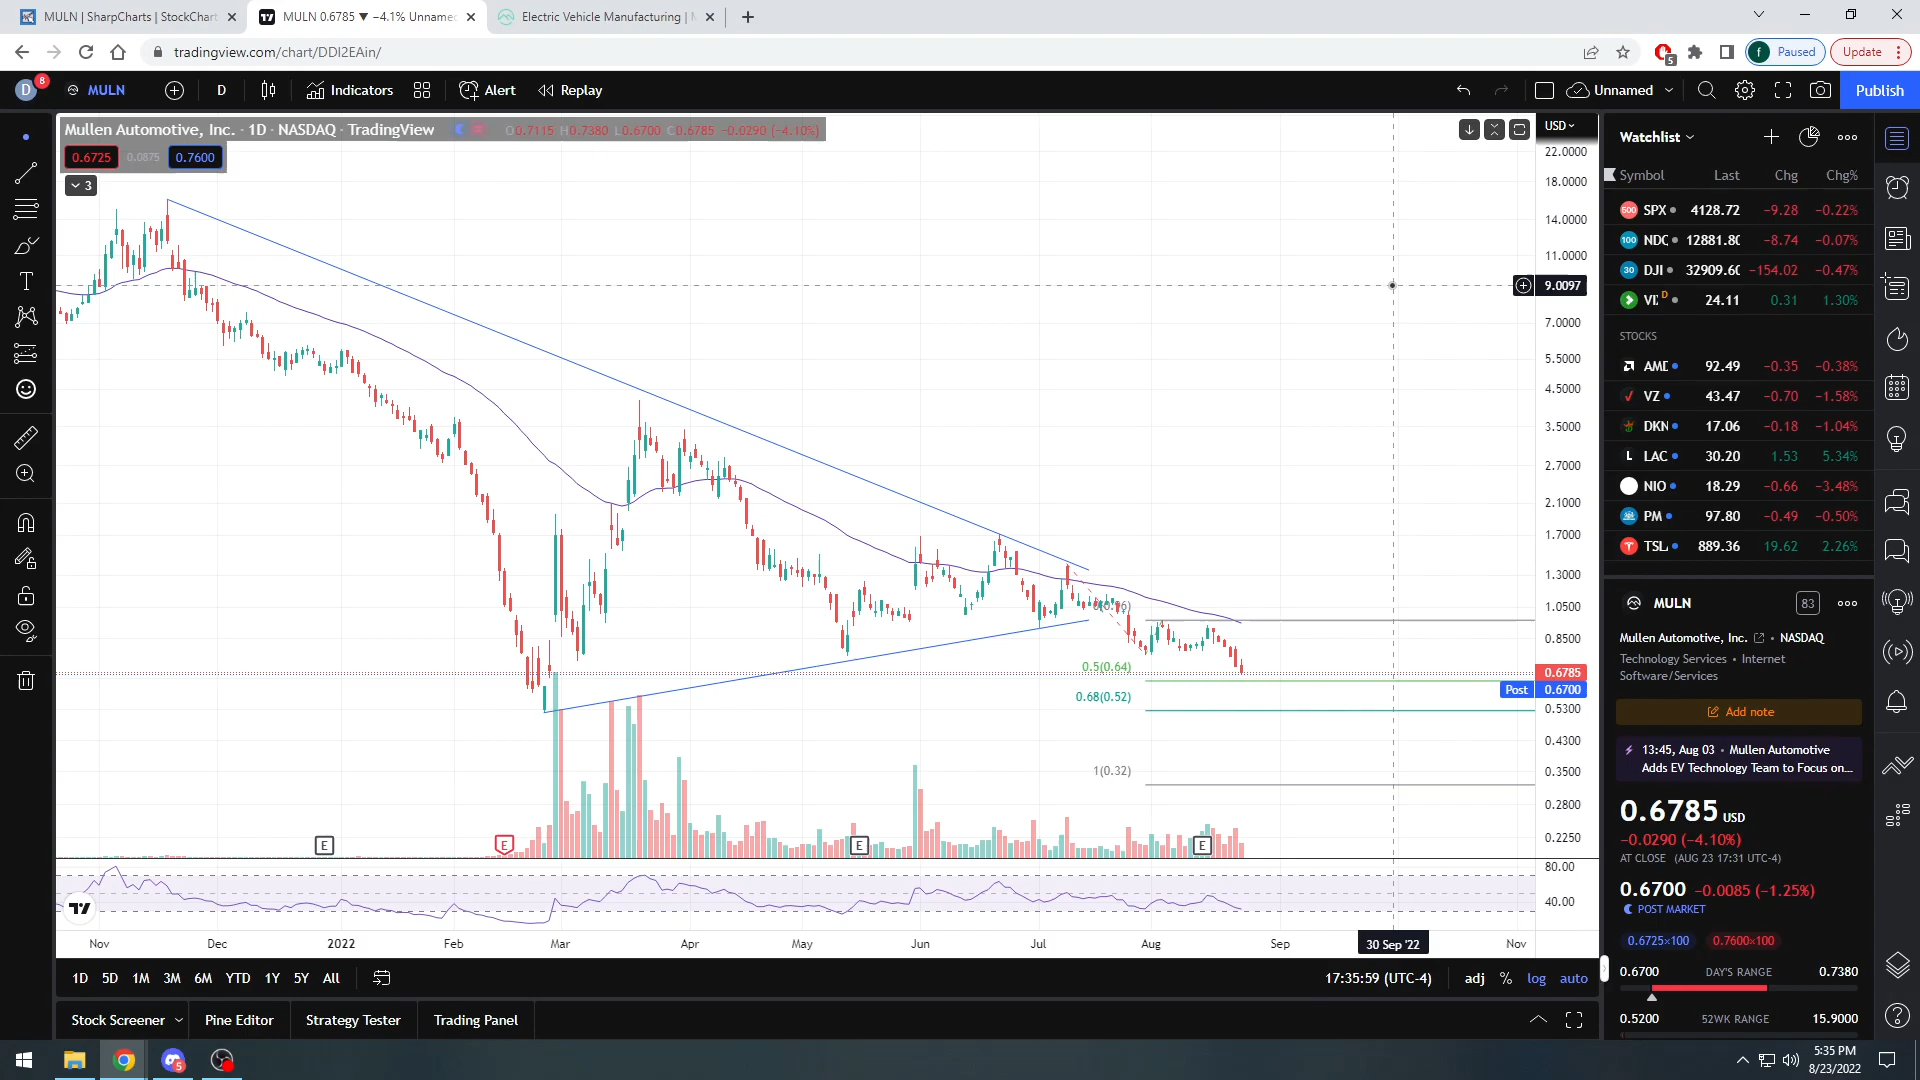 MULN | SharpCharts | StockChart
MULN 0.6785 ▼ −4.1% Unnamed
Electric Vehicle Manufacturing |
tradingview.com/chart/DDI2EAin/
5
f Paused
Update
D 8
MULN
D
Indicators
Alert
Replay
Unnamed
Publish
Mullen Automotive, Inc. · 1D · NASDAQ · TradingView
O0.7115 H0.7380 L0.6700 C0.6785 −0.0290 (−4.10%)
0.6725 0.0875 0.7600
3
USD
22.0000
18.0000
14.0000
11.0000
9.0097
7.0000
5.5000
4.5000
3.5000
2.7000
2.1000
1.7000
1.3000
1.0500
0.8500
0.6785
Post 0.6700
0.5300
0.4300
0.3500
0.2800
0.2250
80.00
40.00
0.5(0.64)
0.68(0.52)
1(0.32)
E E E E
Nov Dec 2022 Feb Mar Apr May Jun Jul Aug Sep 30 Sep '22 Nov
1D 5D 1M 3M 6M YTD 1Y 5Y All
17:35:59 (UTC-4) adj % log auto
Stock Screener Pine Editor Strategy Tester Trading Panel
Watchlist
Symbol Last Chg Chg%
500 SPX 4128.72 −9.28 −0.22%
100 NDC 12881.80 −8.74 −0.07%
30 DJI 32909.60 −154.02 −0.47%
VI D 24.11 0.31 1.30%
STOCKS
AME 92.49 −0.35 −0.38%
VZ 43.47 −0.70 −1.58%
DKN 17.06 −0.18 −1.04%
L LAC 30.20 1.53 5.34%
NIO 18.29 −0.66 −3.48%
PM 97.80 −0.49 −0.50%
TSL 889.36 19.62 2.26%
MULN 83
Mullen Automotive, Inc. • NASDAQ
Technology Services • Internet
Software/Services
Add note
13:45, Aug 03 • Mullen Automotive
Adds EV Technology Team to Focus on...
0.6785 USD
−0.0290 (−4.10%)
AT CLOSE (AUG 23 17:31 UTC-4)
0.6700 −0.0085 (−1.25%)
POST MARKET
0.6725×100 0.7600×100
0.6700 DAY'S RANGE 0.7380
0.5200 52WK RANGE 15.9000
5
5:35 PM
8/23/2022